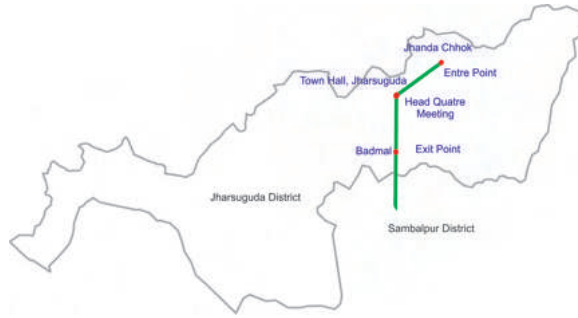 Jhanda Chhok
Entre Point
Town Hall, Jharsuguda
Head Quatre
Meeting
Badmal
Exit Point
Jharsuguda District
Sambalpur District